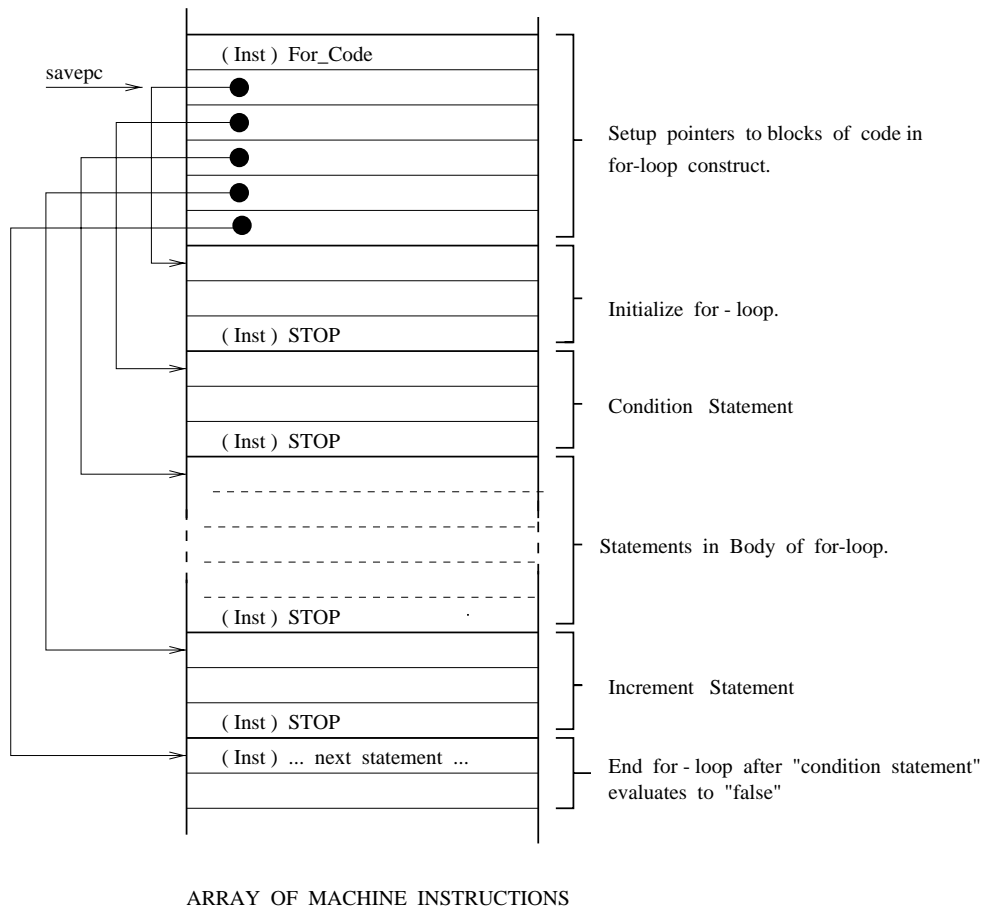 ( Inst ) For_Code
savepc
Setup pointers to blocks of code in
for-loop construct.
Initialize for - loop.
( Inst ) STOP
Condition Statement
( Inst ) STOP
Statements in Body of for-loop.
( Inst ) STOP
Increment Statement
( Inst ) STOP
( Inst ) ... next statement ...
End for - loop after "condition statement"
evaluates to "false"
ARRAY OF MACHINE INSTRUCTIONS